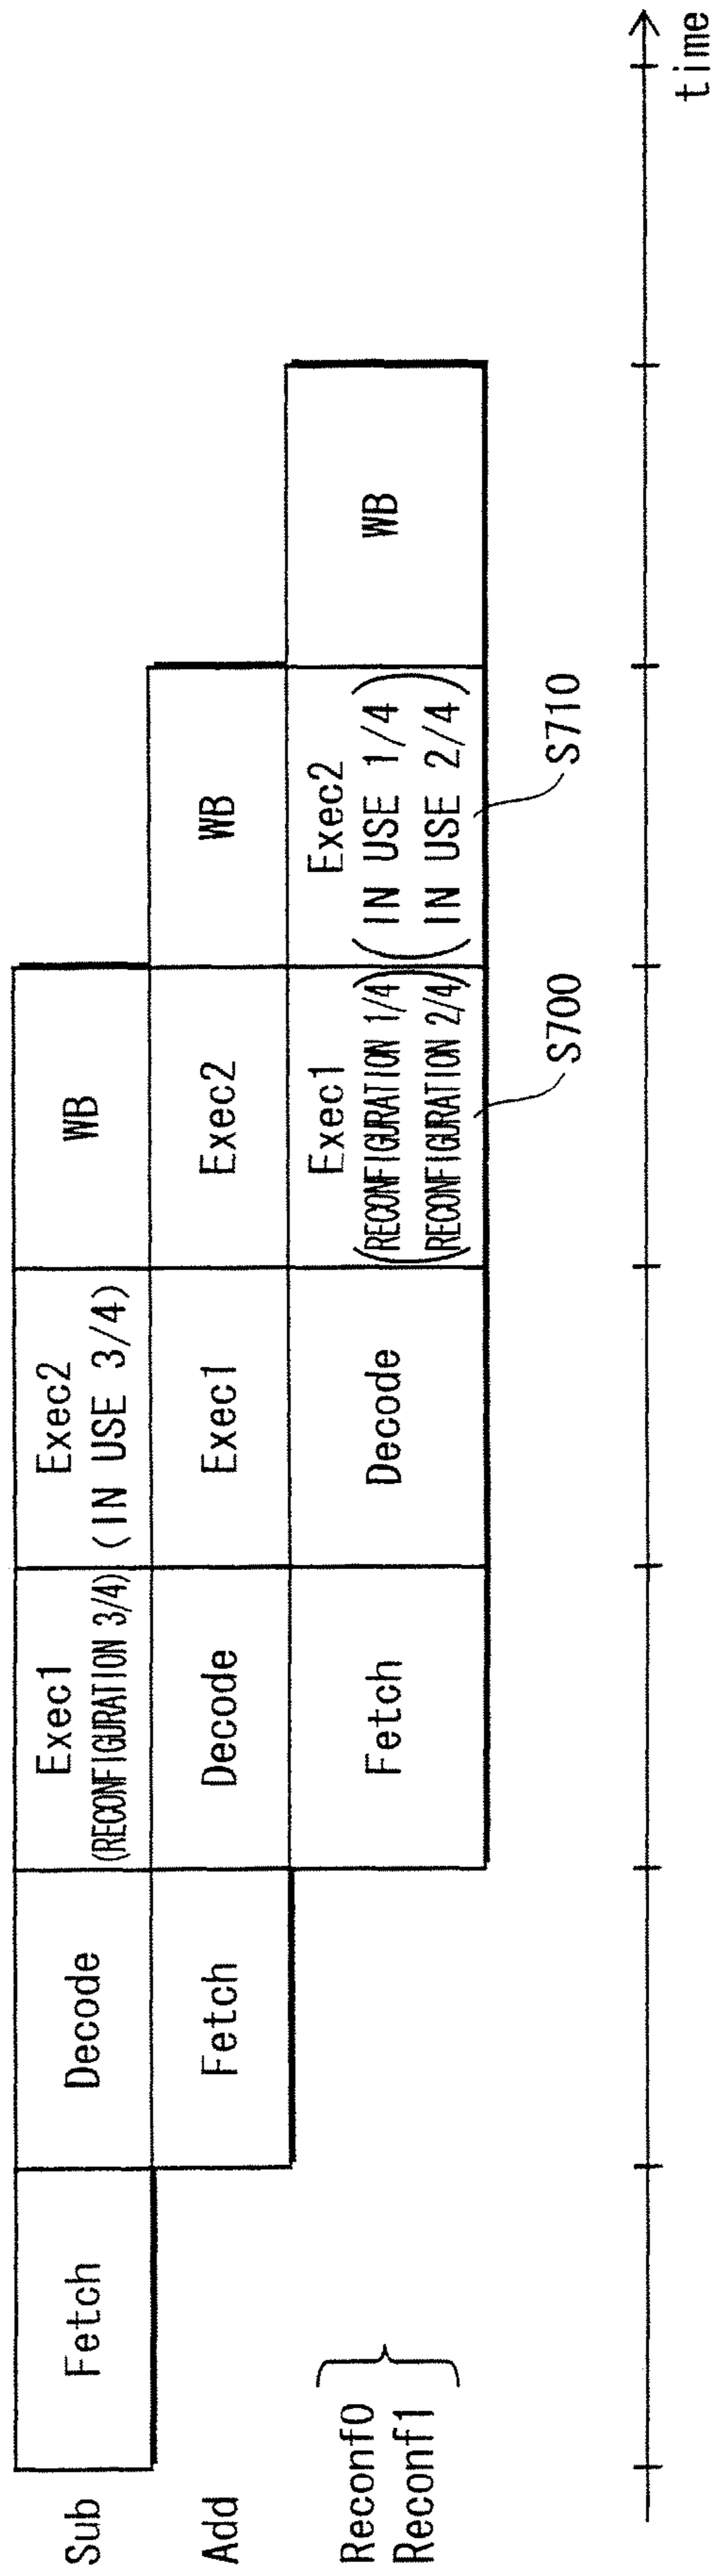 Sub
Fetch
Decode
Exec1
(RECONFIGURATION 3/4)
Exec2
(IN USE 3/4)
WB
Add
Fetch
Decode
Exec1
Exec2
WB
Reconf0
Reconf1
Fetch
Decode
Exec1
(RECONFIGURATION 1/4)
(RECONFIGURATION 2/4)
Exec2
(IN USE 1/4)
(IN USE 2/4)
WB
S700
S710
time